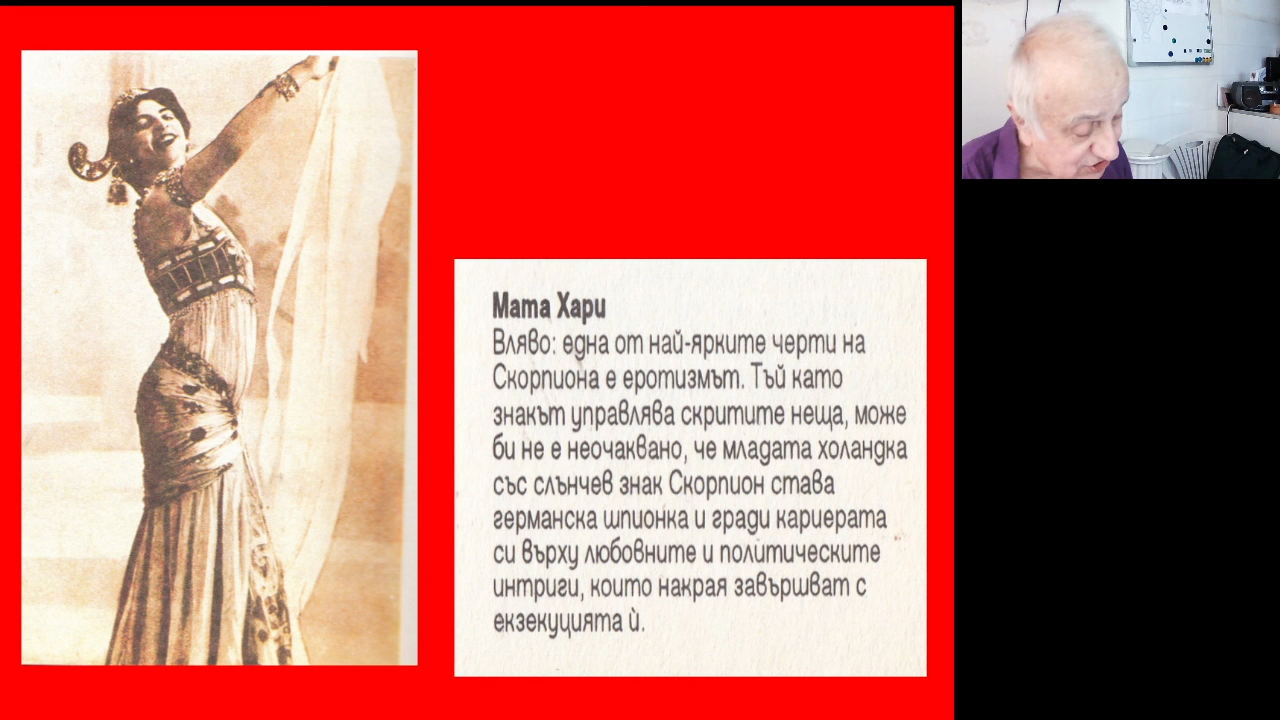 Мата Хари
Вляво: една от най-ярките черти на
Скорпиона е еротизмът. Тъй като
знакът управлява скритите неща, може
би не е неочаквано, че младата холандка
със слънчев знак Скорпион става
германска шпионка и гради кариерата
си върху любовните и политическите
интриги, които накрая завършват с
екзекуцията ѝ.